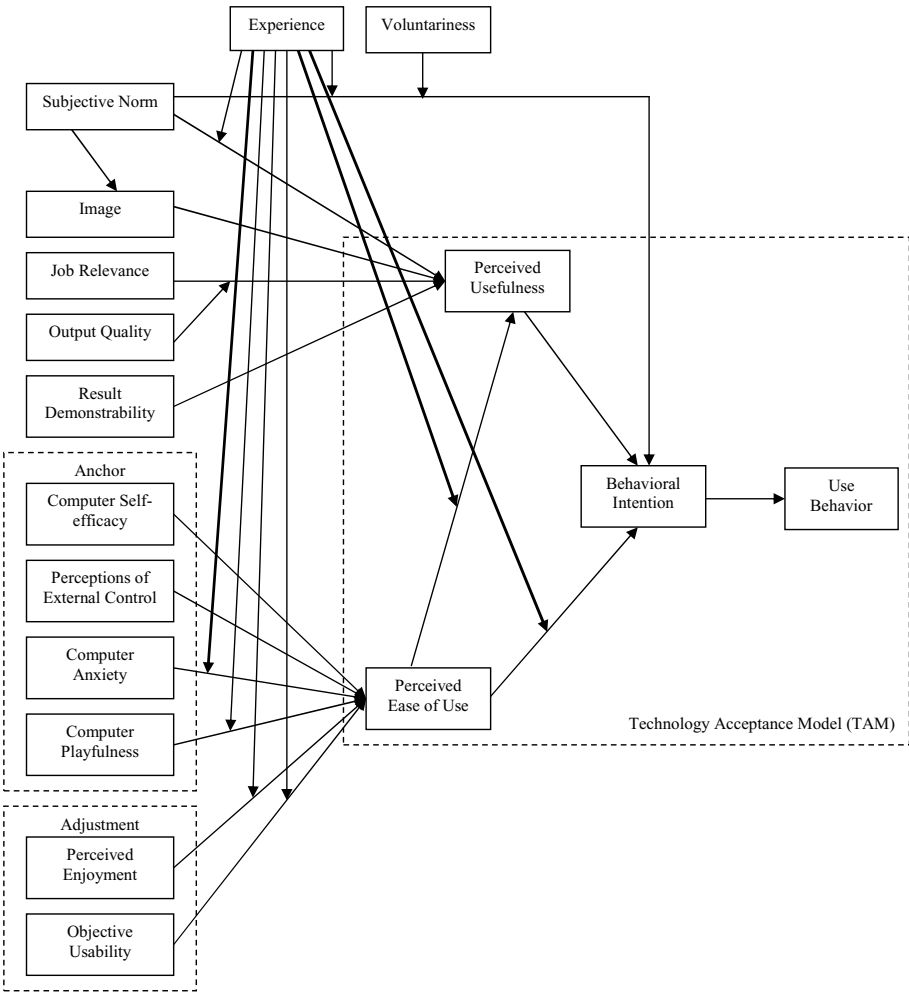 Experience
Voluntariness
Subjective Norm
Image
Job Relevance
Output Quality
Result
Demonstrability
Perceived
Usefulness
Anchor
Computer Self-
efficacy
Perceptions of
External Control
Computer
Anxiety
Computer
Playfulness
Behavioral
Intention
Use
Behavior
Perceived
Ease of Use
Technology Acceptance Model (TAM)
Adjustment
Perceived
Enjoyment
Objective
Usability